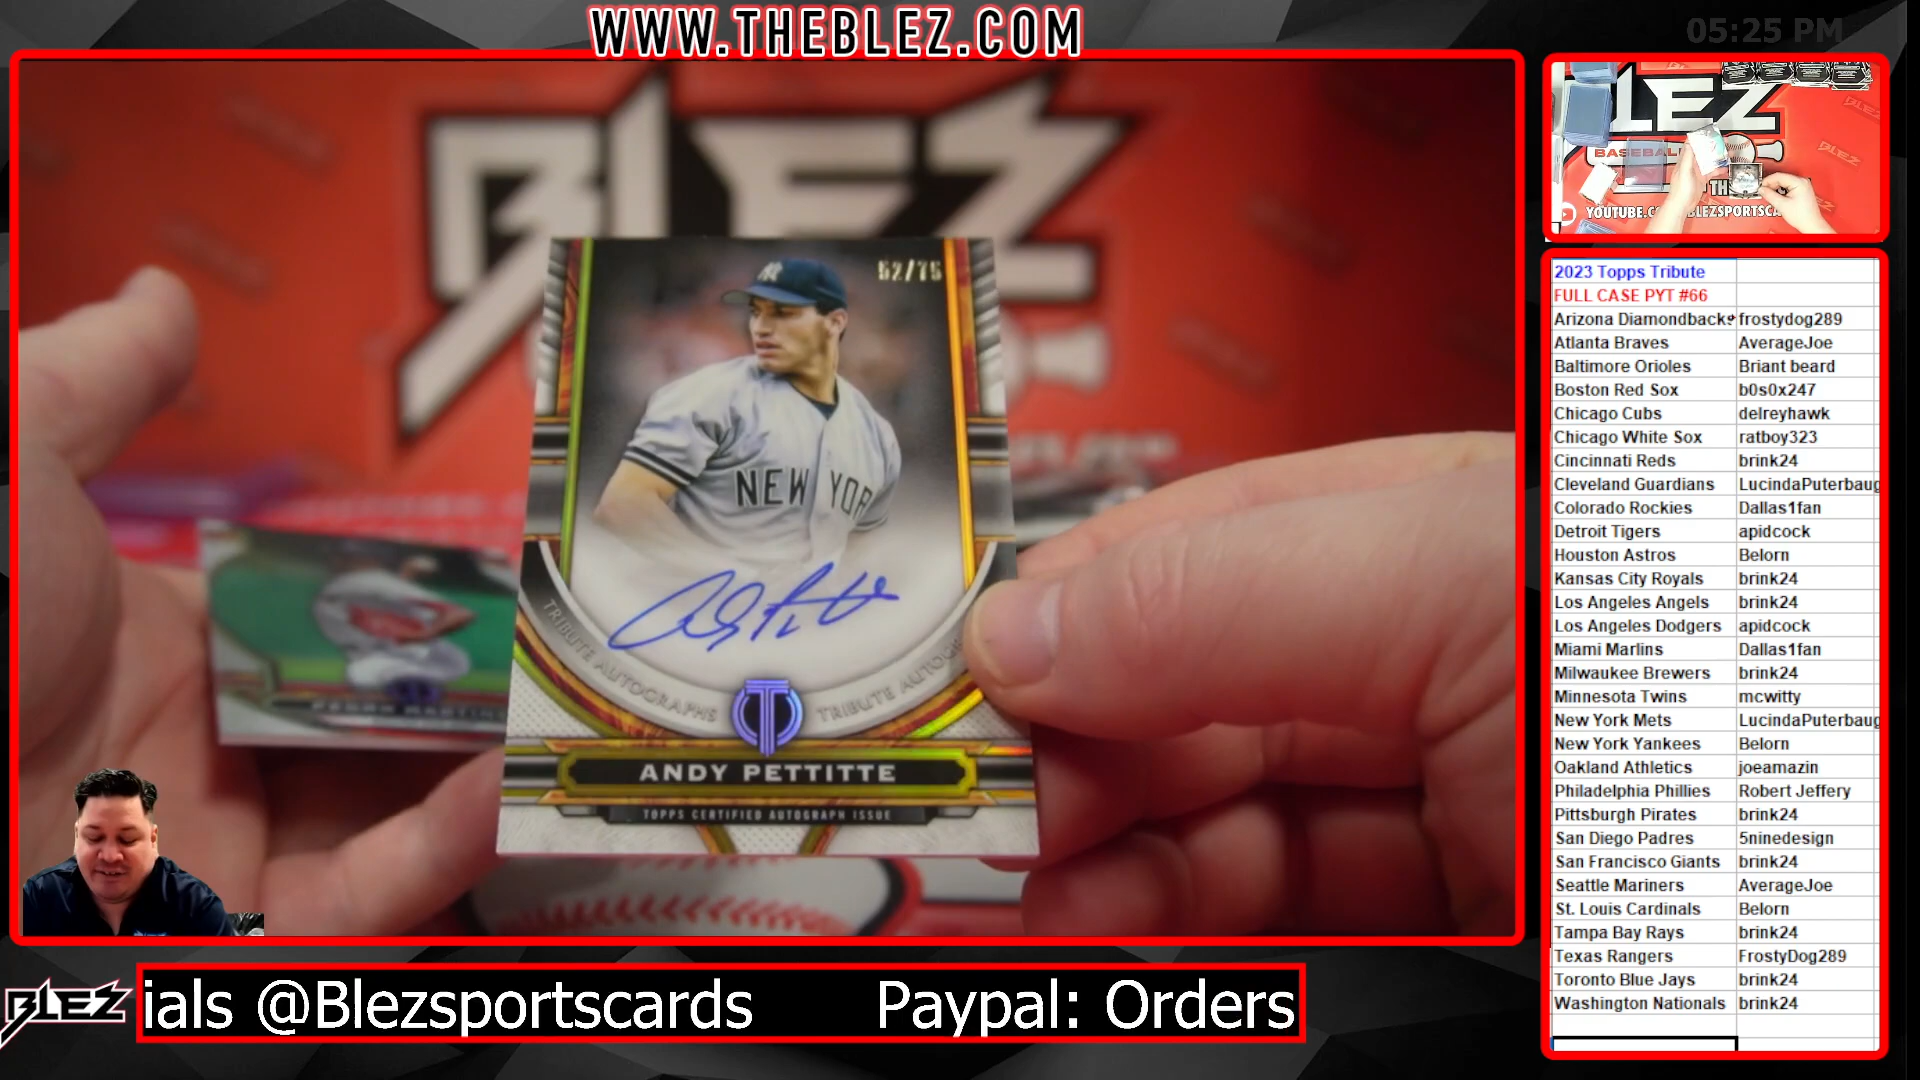 WWW.THEBLEZ.COM
05:25 PM
BLEZ
52/75
NEW YOR
TRIBUTE AUTOGRAPHS
TRIBUTE AUTOG
ANDY PETTITTE
TOPPS CERTIFIED AUTOGRAPH ISSUE
LEZ
BASEBAL
TH
2023 Topps Tribute
FULL CASE PYT #66
Arizona Diamondbacks frostydog289
Atlanta Braves AverageJoe
Baltimore Orioles Briant beard
Boston Red Sox b0s0x247
Chicago Cubs delreyhawk
Chicago White Sox ratboy323
Cincinnati Reds brink24
Cleveland Guardians LucindaPuterbaug
Colorado Rockies Dallas1fan
Detroit Tigers apidcock
Houston Astros Belorn
Kansas City Royals brink24
Los Angeles Angels brink24
Los Angeles Dodgers apidcock
Miami Marlins Dallas1fan
Milwaukee Brewers brink24
Minnesota Twins mcwitty
New York Mets LucindaPuterbaug
New York Yankees Belorn
Oakland Athletics joeamazin
Philadelphia Phillies Robert Jeffery
Pittsburgh Pirates brink24
San Diego Padres 5ninedesign
San Francisco Giants brink24
Seattle Mariners AverageJoe
St. Louis Cardinals Belorn
Tampa Bay Rays brink24
Texas Rangers FrostyDog289
Toronto Blue Jays brink24
Washington Nationals brink24
BLEZ
ials @Blezsportscards Paypal: Orders